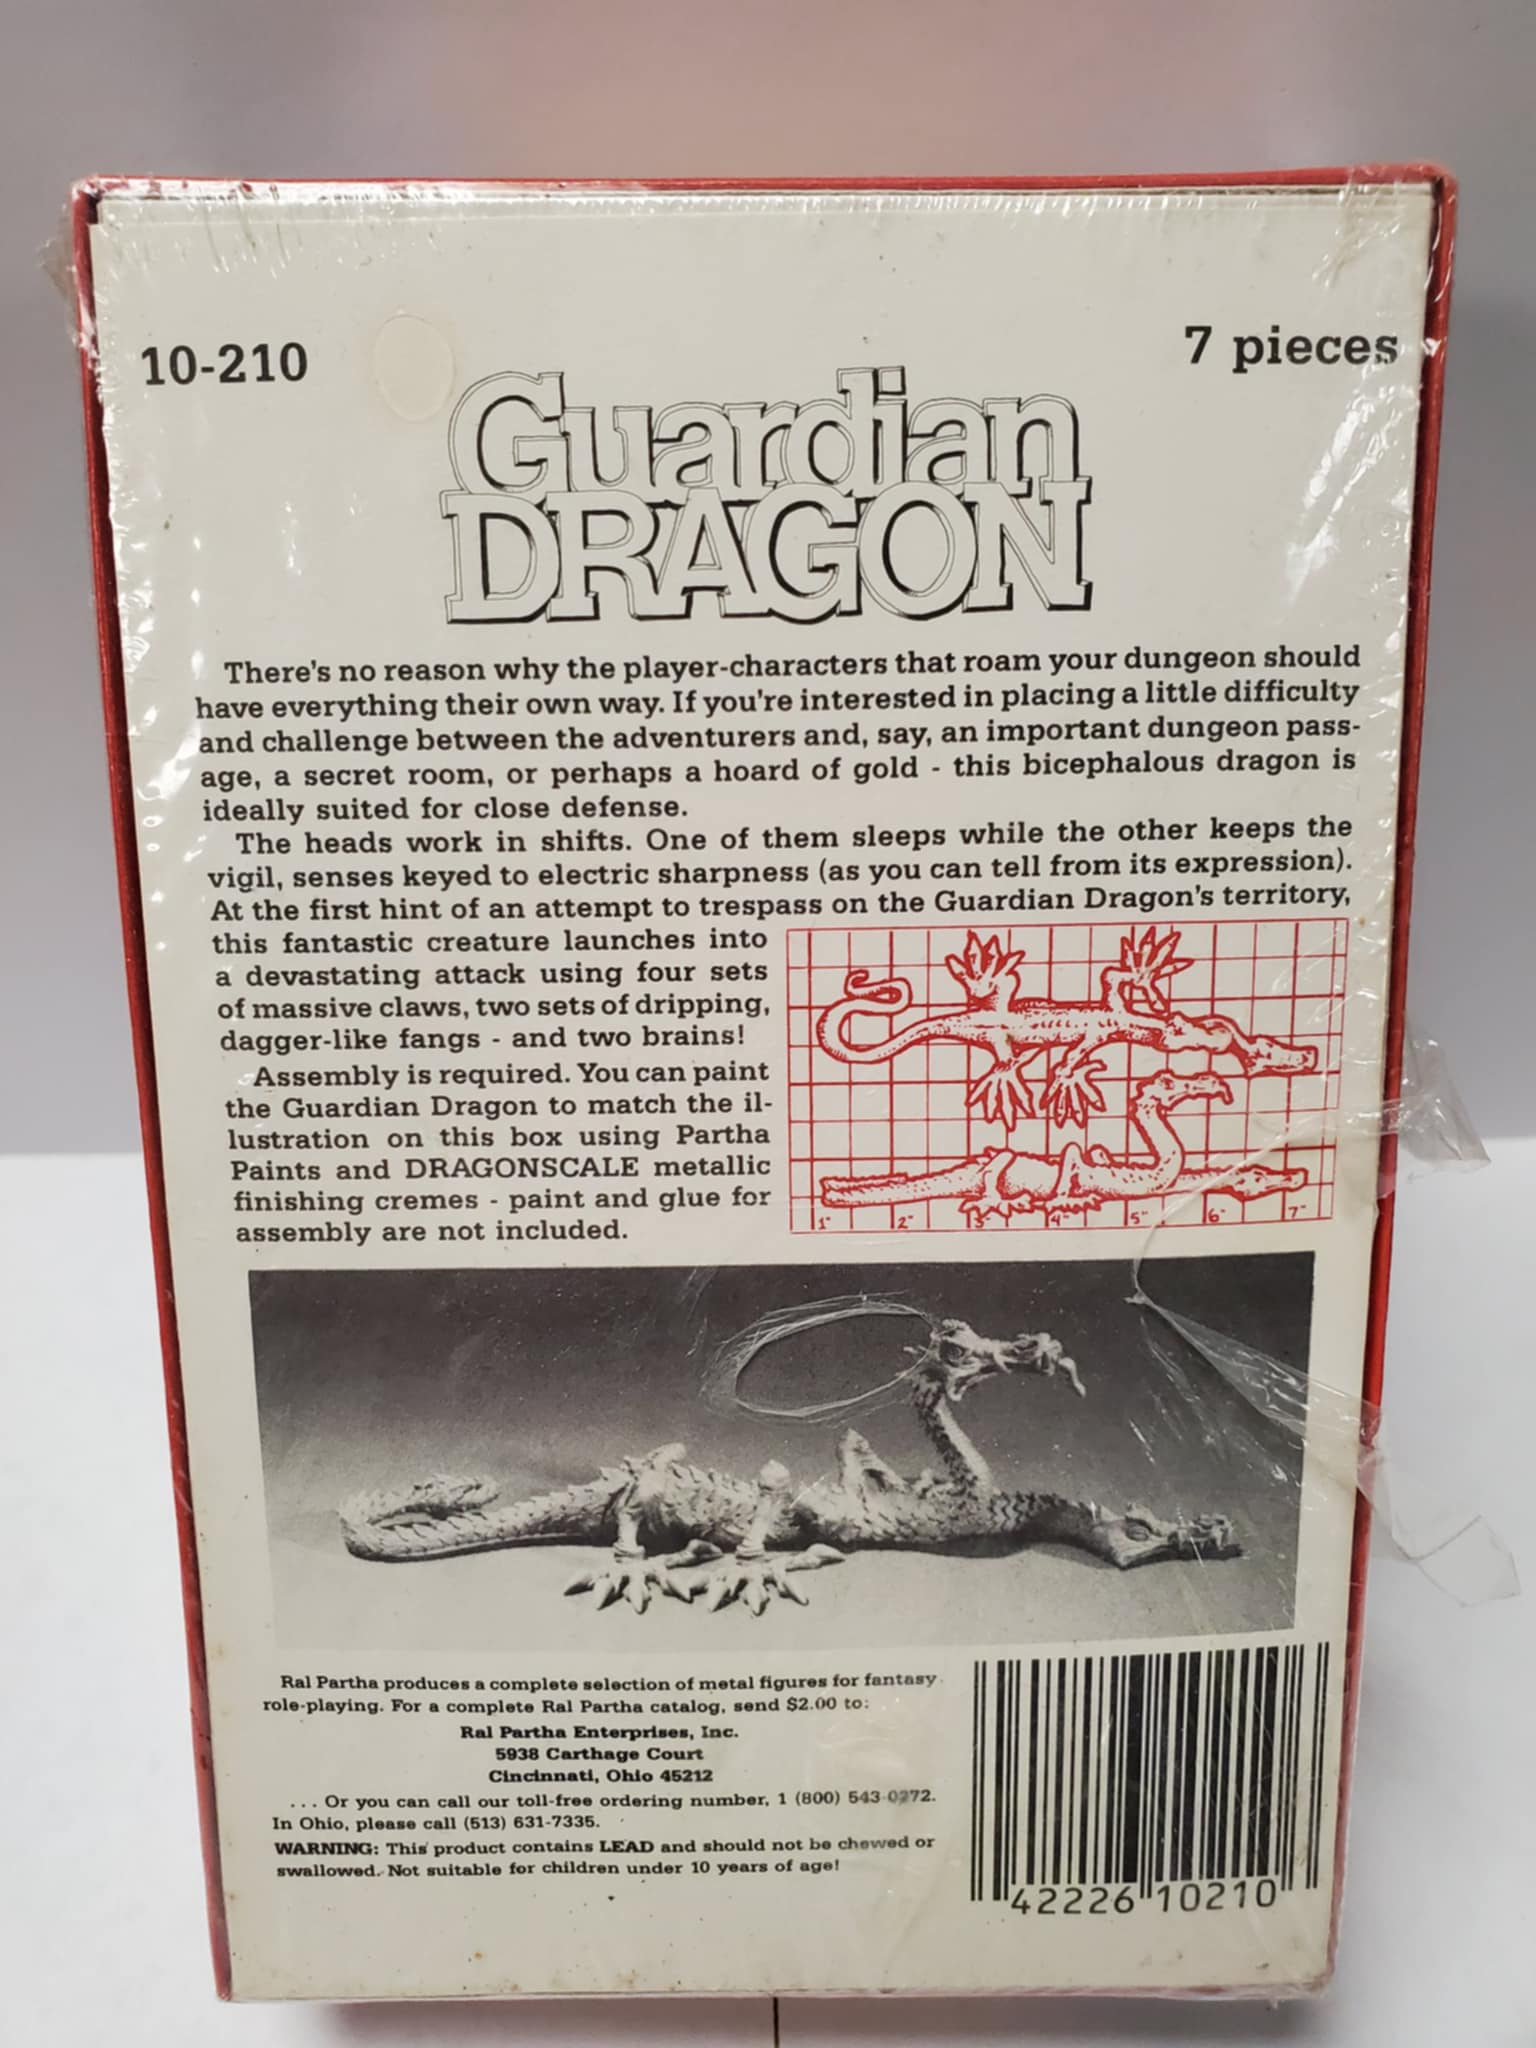 10-210
7 pieces
Guardian
DRAGON
There's no reason why the player-characters that roam your dungeon should
have everything their own way. If you're interested in placing a little difficulty
and challenge between the adventurers and, say, an important dungeon pass-
age, a secret room, or perhaps a hoard of gold - this bicephalous dragon is
ideally suited for close defense.
The heads work in shifts. One of them sleeps while the other keeps the
vigil, senses keyed to electric sharpness (as you can tell from its expression).
At the first hint of an attempt to trespass on the Guardian Dragon's territory,
this fantastic creature launches into
a devastating attack using four sets
of massive claws, two sets of dripping,
dagger-like fangs - and two brains!
Assembly is required. You can paint
the Guardian Dragon to match the il-
lustration on this box using Partha
Paints and DRAGONSCALE metallic
finishing cremes - paint and glue for
assembly are not included.
1" 2" 3" 4" 5" 6" 7"
Ral Partha produces a complete selection of metal figures for fantasy
role-playing. For a complete Ral Partha catalog, send $2.00 to:
Ral Partha Enterprises, Inc.
5938 Carthage Court
Cincinnati, Ohio 45212
... Or you can call our toll-free ordering number, 1 (800) 543-0272.
In Ohio, please call (513) 631-7335.
WARNING: This product contains LEAD and should not be chewed or
swallowed. Not suitable for children under 10 years of age!
42226 10210